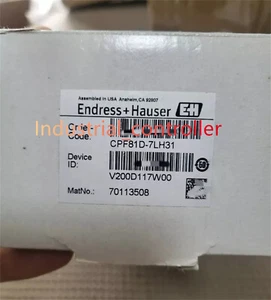 Assembled in USA Anaheim,CA 92807
Endress+Hauser EH
Industrial controller
Order
Code:
CPF81D-7LH31
Device
ID:
V200D117W00
MatNo.: 70113508